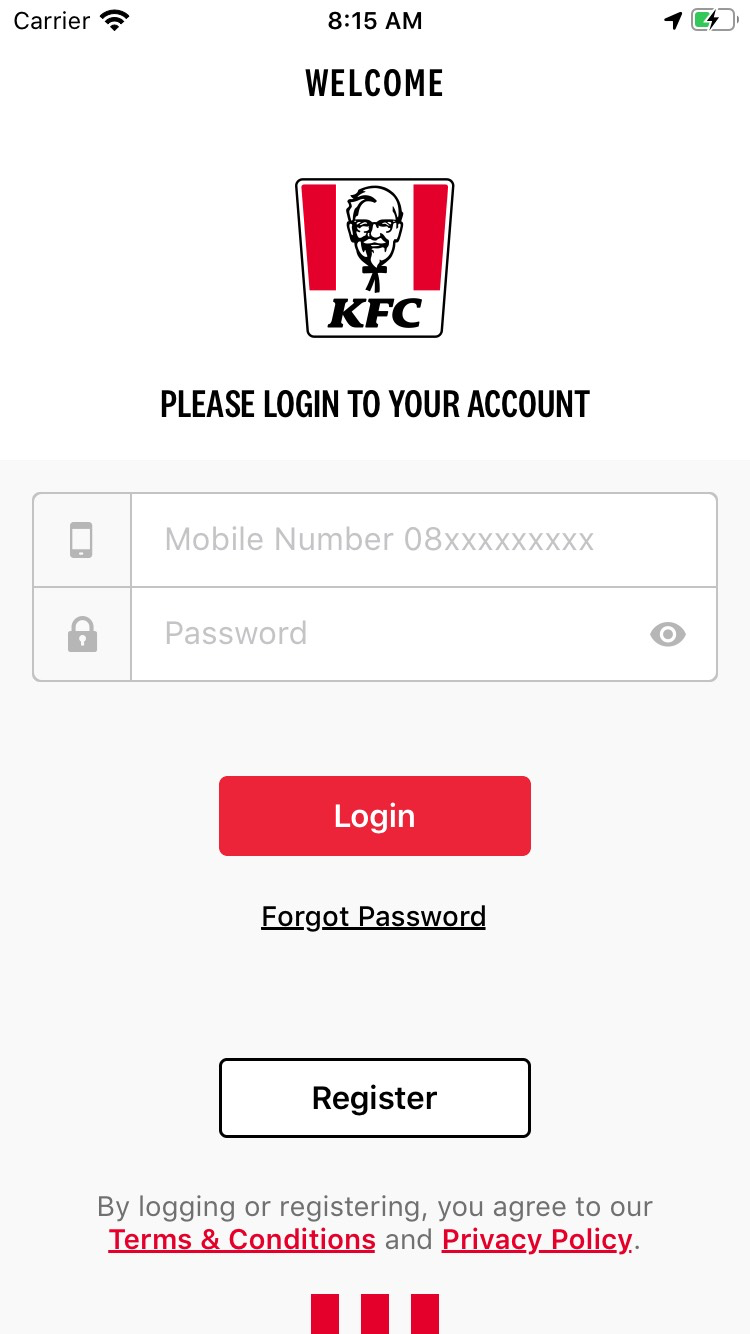 Carrier 8:15 AM
WELCOME
KFC
PLEASE LOGIN TO YOUR ACCOUNT
Mobile Number 08xxxxxxxxx
Password
Login
Forgot Password
Register
By logging or registering, you agree to our
Terms & Conditions and Privacy Policy.